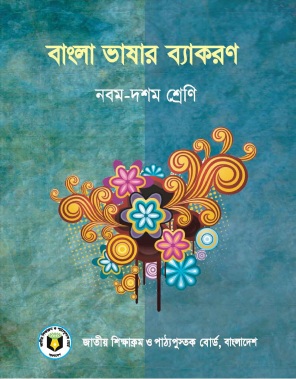 বাংলা ভাষার ব্যাকরণ
নবম-দশম শ্রেণি
জাতীয় শিক্ষাক্রম ও পাঠ্যপুস্তক বোর্ড, বাংলাদেশ